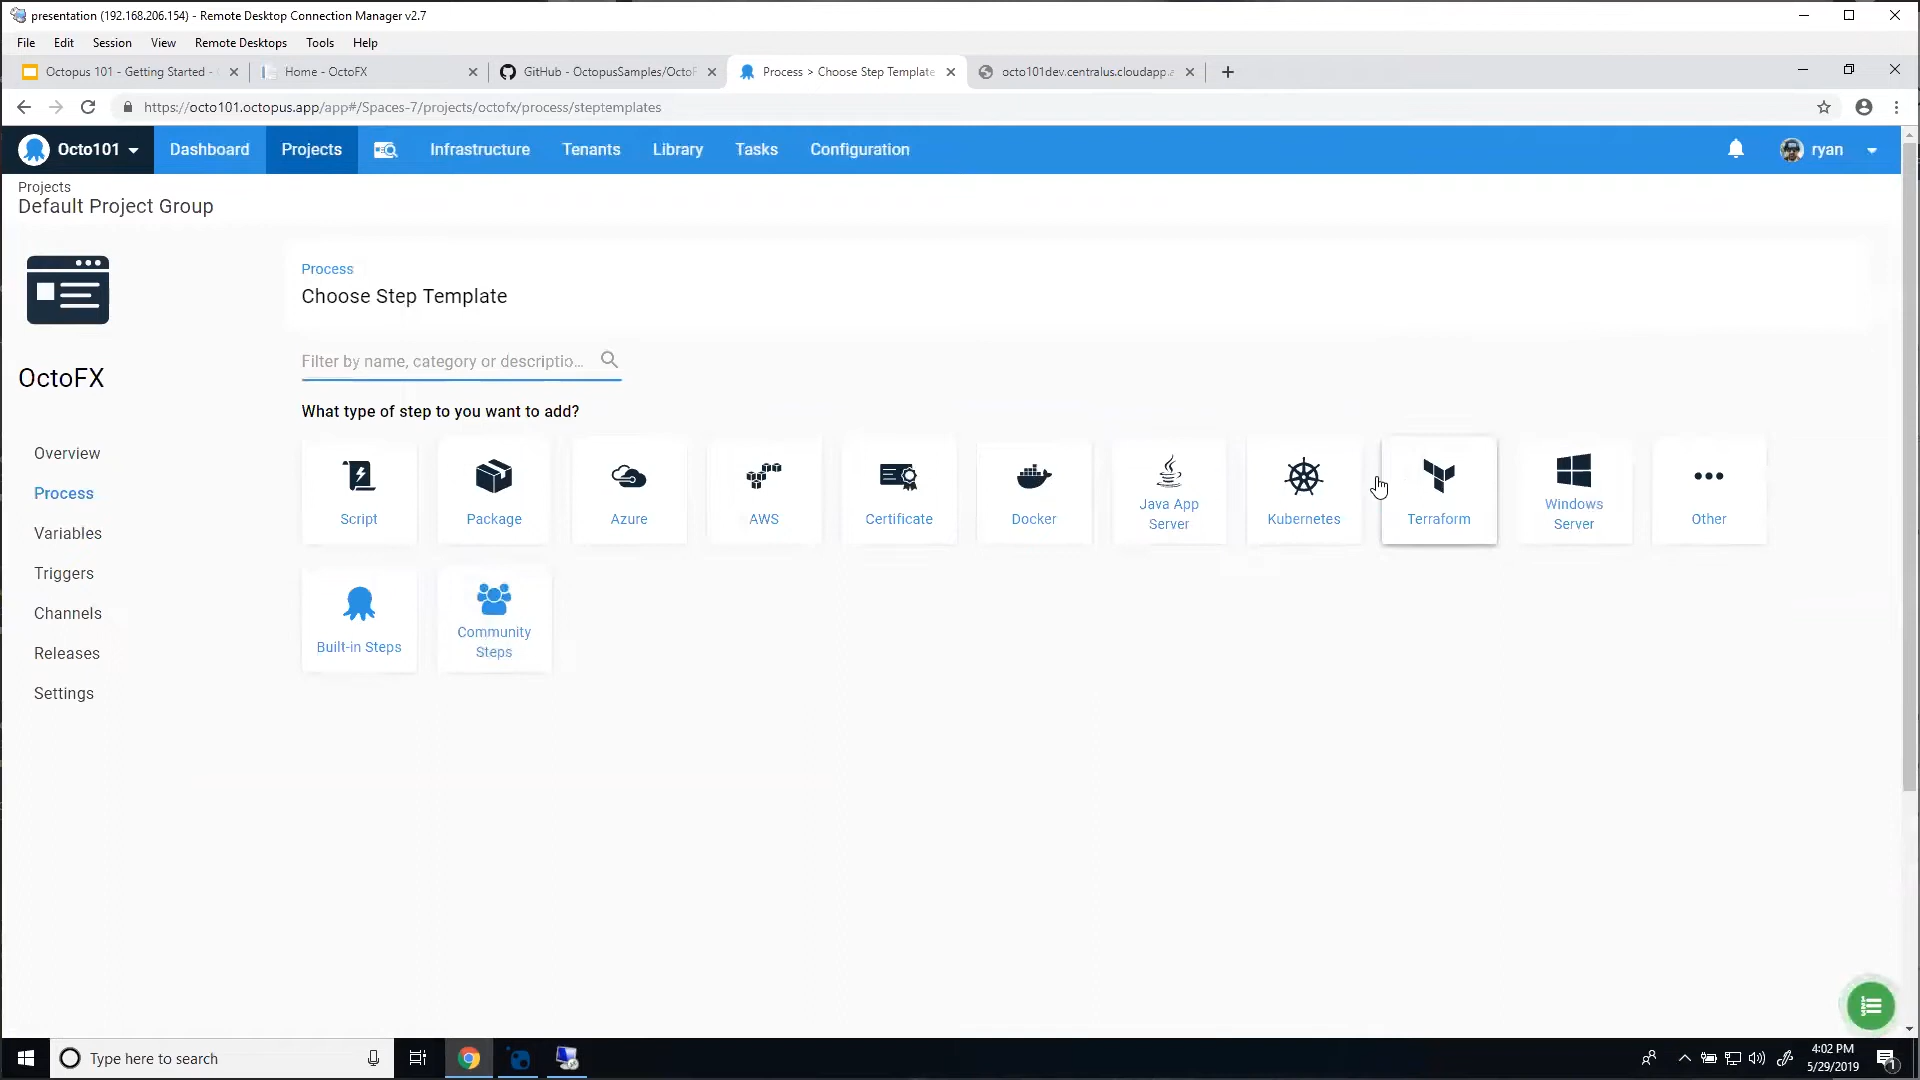 presentation (192.168.206.154) - Remote Desktop Connection Manager v2.7
File Edit Session View Remote Desktops Tools Help
Octopus 101 - Getting Started -
Home - OctoFX
GitHub - OctopusSamples/OctoF
Process > Choose Step Template
octo101dev.centralus.cloudapp.a
https://octo101.octopus.app/app#/Spaces-7/projects/octofx/process/steptemplates
Octo101 Dashboard Projects Infrastructure Tenants Library Tasks Configuration ryan
Projects
Default Project Group
Process
Choose Step Template
OctoFX
Overview
Process
Variables
Triggers
Channels
Releases
Settings
Filter by name, category or descriptio...
What type of step to you want to add?
Script
Package
Azure
AWS
Certificate
Docker
Java App
Server
Kubernetes
Terraform
Windows
Server
Other
Built-in Steps
Community
Steps
Type here to search
4:02 PM
5/29/2019
1